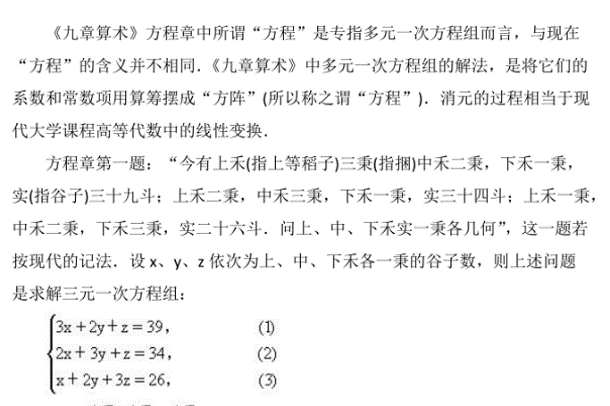 《九章算术》方程章中所谓“方程”是专指多元一次方程组而言，与现在
“方程”的含义并不相同.《九章算术》中多元一次方程组的解法，是将它们的
系数和常数项用算筹摆成“方阵”(所以称之谓“方程”). 消元的过程相当于现
代大学课程高等代数中的线性变换.
方程章第一题：“今有上禾(指上等稻子)三秉(指捆)中禾二秉，下禾一秉，
实(指谷子)三十九斗；上禾二秉，中禾三秉，下禾一秉，实三十四斗；上禾一秉，
中禾二秉，下禾三秉，实二十六斗. 问上、中、下禾实一秉各几何”，这一题若
按现代的记法. 设 x、y、z 依次为上、中、下禾各一秉的谷子数，则上述问题
是求解三元一次方程组：
3x + 2y + z = 39， (1)
2x + 3y + z = 34， (2)
x + 2y + 3z = 26， (3)